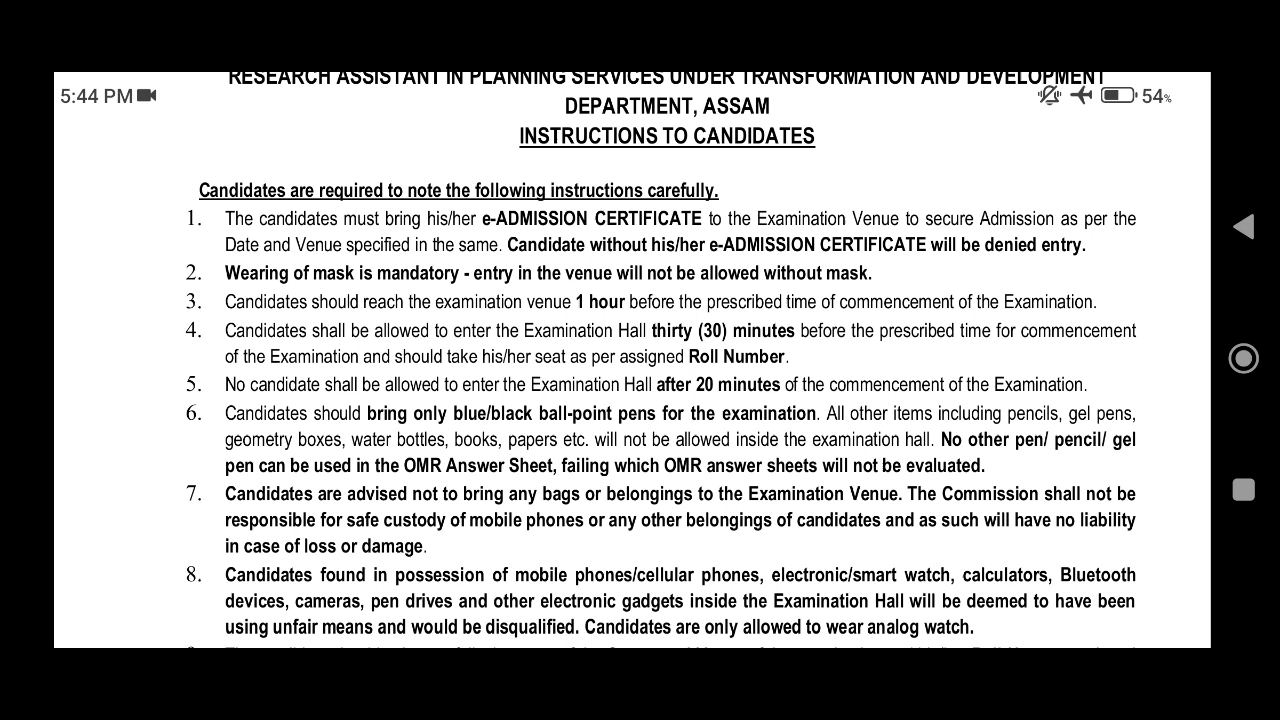 RESEARCH ASSISTANT IN PLANNING SERVICES UNDER TRANSFORMATION AND DEVELOPMENT
5:44 PM
54%
DEPARTMENT, ASSAM
INSTRUCTIONS TO CANDIDATES
Candidates are required to note the following instructions carefully.
1. The candidates must bring his/her e-ADMISSION CERTIFICATE to the Examination Venue to secure Admission as per the
Date and Venue specified in the same. Candidate without his/her e-ADMISSION CERTIFICATE will be denied entry.
2. Wearing of mask is mandatory - entry in the venue will not be allowed without mask.
3. Candidates should reach the examination venue 1 hour before the prescribed time of commencement of the Examination.
4. Candidates shall be allowed to enter the Examination Hall thirty (30) minutes before the prescribed time for commencement
of the Examination and should take his/her seat as per assigned Roll Number.
5. No candidate shall be allowed to enter the Examination Hall after 20 minutes of the commencement of the Examination.
6. Candidates should bring only blue/black ball-point pens for the examination. All other items including pencils, gel pens,
geometry boxes, water bottles, books, papers etc. will not be allowed inside the examination hall. No other pen/ pencil/ gel
pen can be used in the OMR Answer Sheet, failing which OMR answer sheets will not be evaluated.
7. Candidates are advised not to bring any bags or belongings to the Examination Venue. The Commission shall not be
responsible for safe custody of mobile phones or any other belongings of candidates and as such will have no liability
in case of loss or damage.
8. Candidates found in possession of mobile phones/cellular phones, electronic/smart watch, calculators, Bluetooth
devices, cameras, pen drives and other electronic gadgets inside the Examination Hall will be deemed to have been
using unfair means and would be disqualified. Candidates are only allowed to wear analog watch.